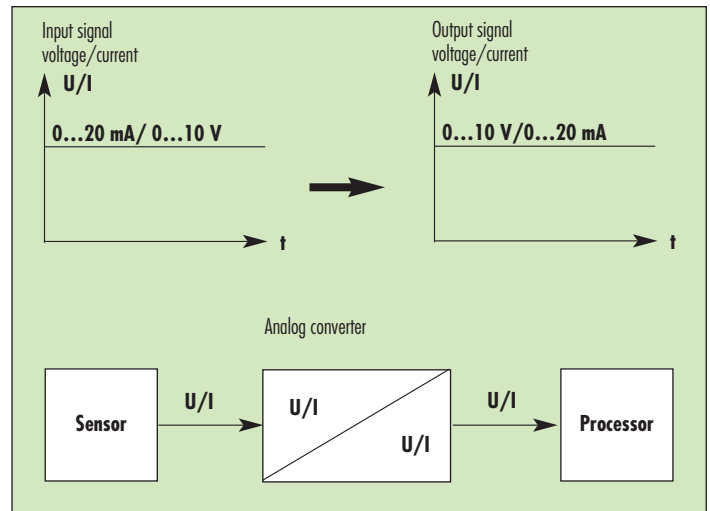 Input signal
voltage/current
U/I
0...20 mA/ 0...10 V
t
Output signal
voltage/current
U/I
0...10 V/0...20 mA
t
Analog converter
Sensor
U/I
U/I
U/I
U/I
Processor